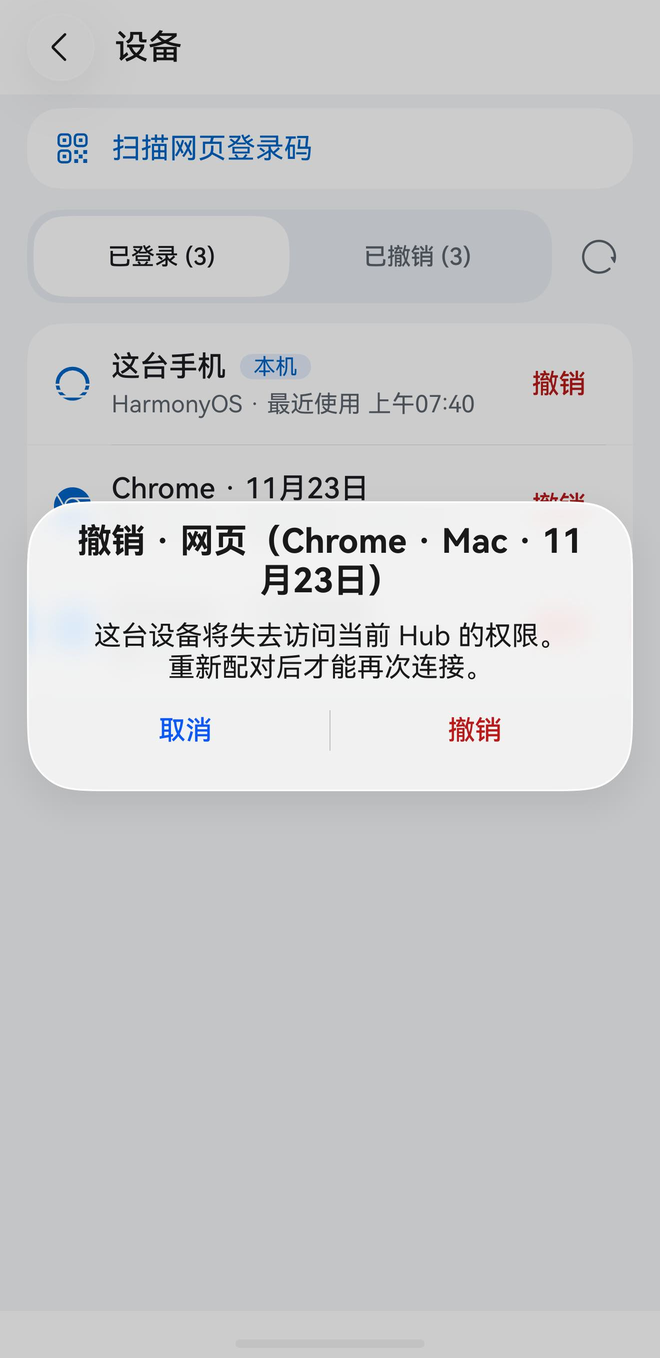 设备
扫描网页登录码
已登录 (3)
已撤销 (3)
这台手机
本机
HarmonyOS · 最近使用 上午07:40
撤销
Chrome · 11月23日
撤销
撤销 · 网页（Chrome · Mac · 11
月23日）
这台设备将失去访问当前 Hub 的权限。
重新配对后才能再次连接。
取消
撤销